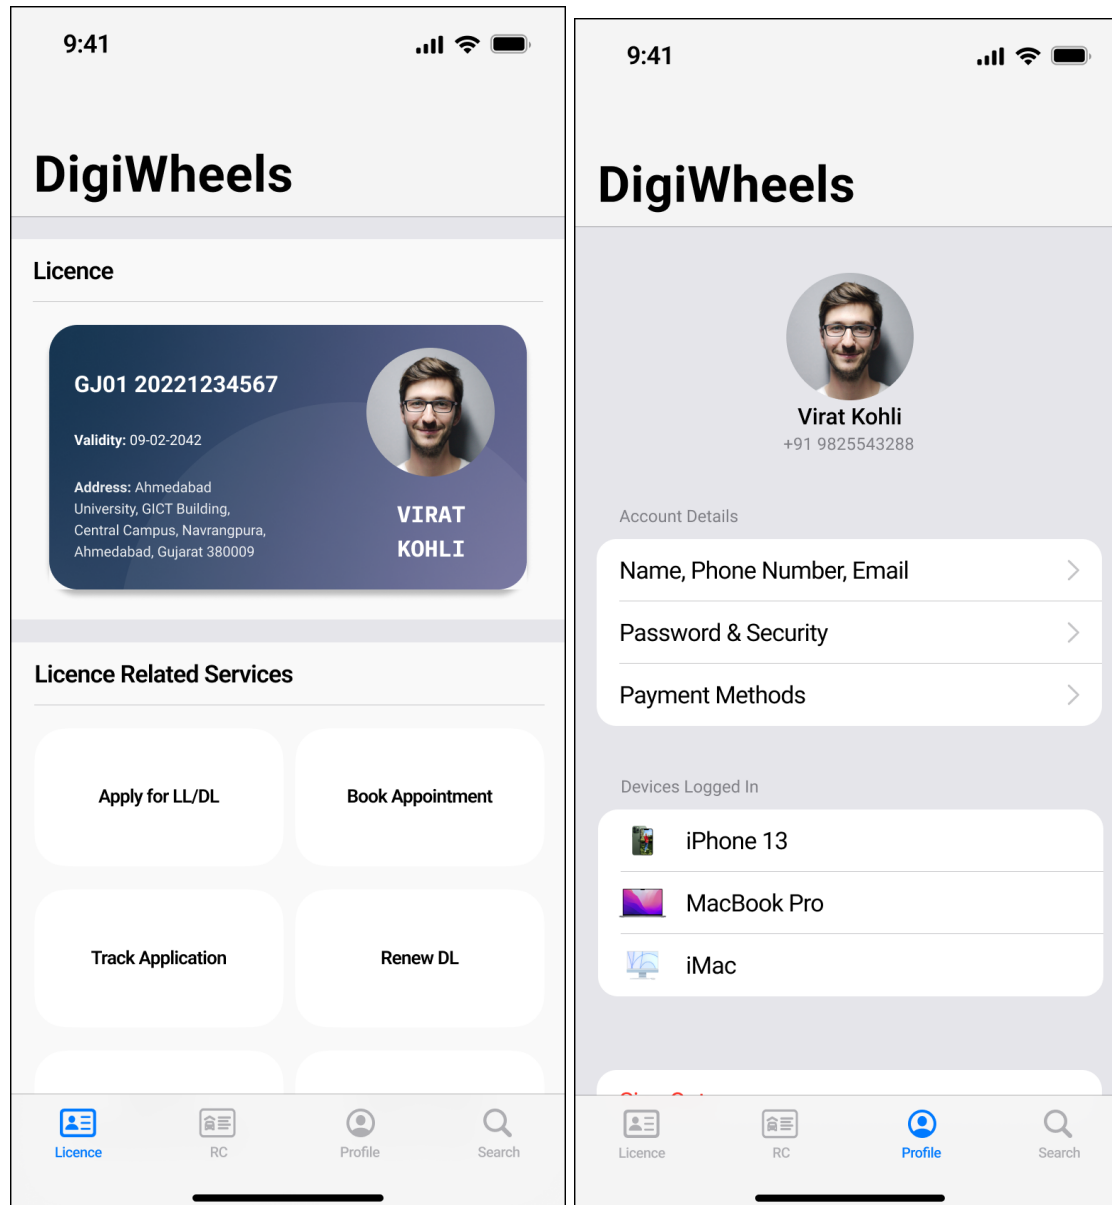 9:41
DigiWheels
Licence
GJ01 20221234567
Validity: 09-02-2042
Address: Ahmedabad
University, GICT Building,
Central Campus, Navrangpura,
Ahmedabad, Gujarat 380009
VIRAT
KOHLI
Licence Related Services
Apply for LL/DL
Book Appointment
Track Application
Renew DL
Licence
RC
Profile
Search
9:41
DigiWheels
Virat Kohli
+91 9825543288
Account Details
Name, Phone Number, Email
Password & Security
Payment Methods
Devices Logged In
iPhone 13
MacBook Pro
iMac
Licence
RC
Profile
Search